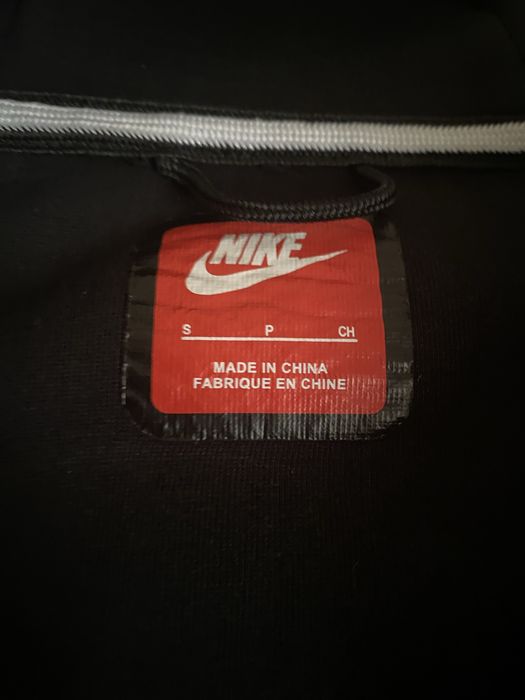 NIKE
S P CH
MADE IN CHINA
FABRIQUE EN CHINE